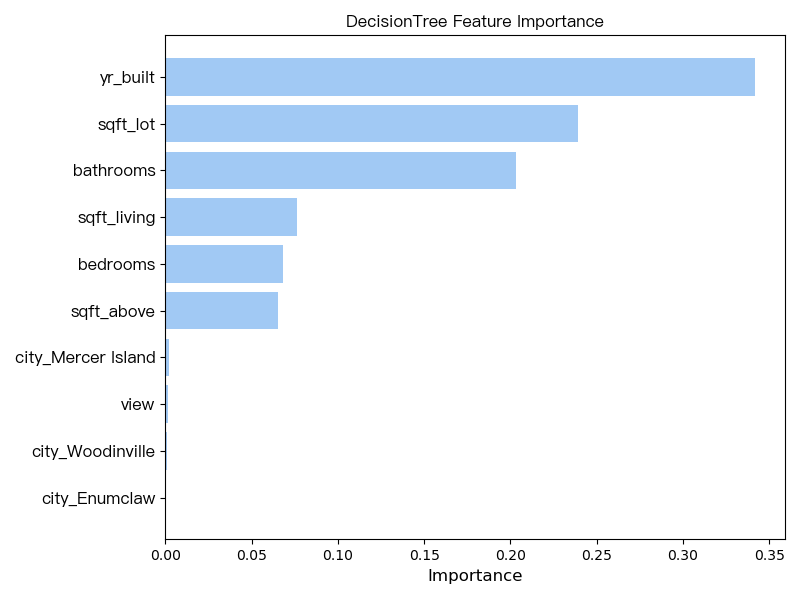 DecisionTree Feature Importance
yr_built
sqft_lot
bathrooms
sqft_living
bedrooms
sqft_above
city_Mercer Island
view
city_Woodinville
city_Enumclaw
0.00 0.05 0.10 0.15 0.20 0.25 0.30 0.35
Importance